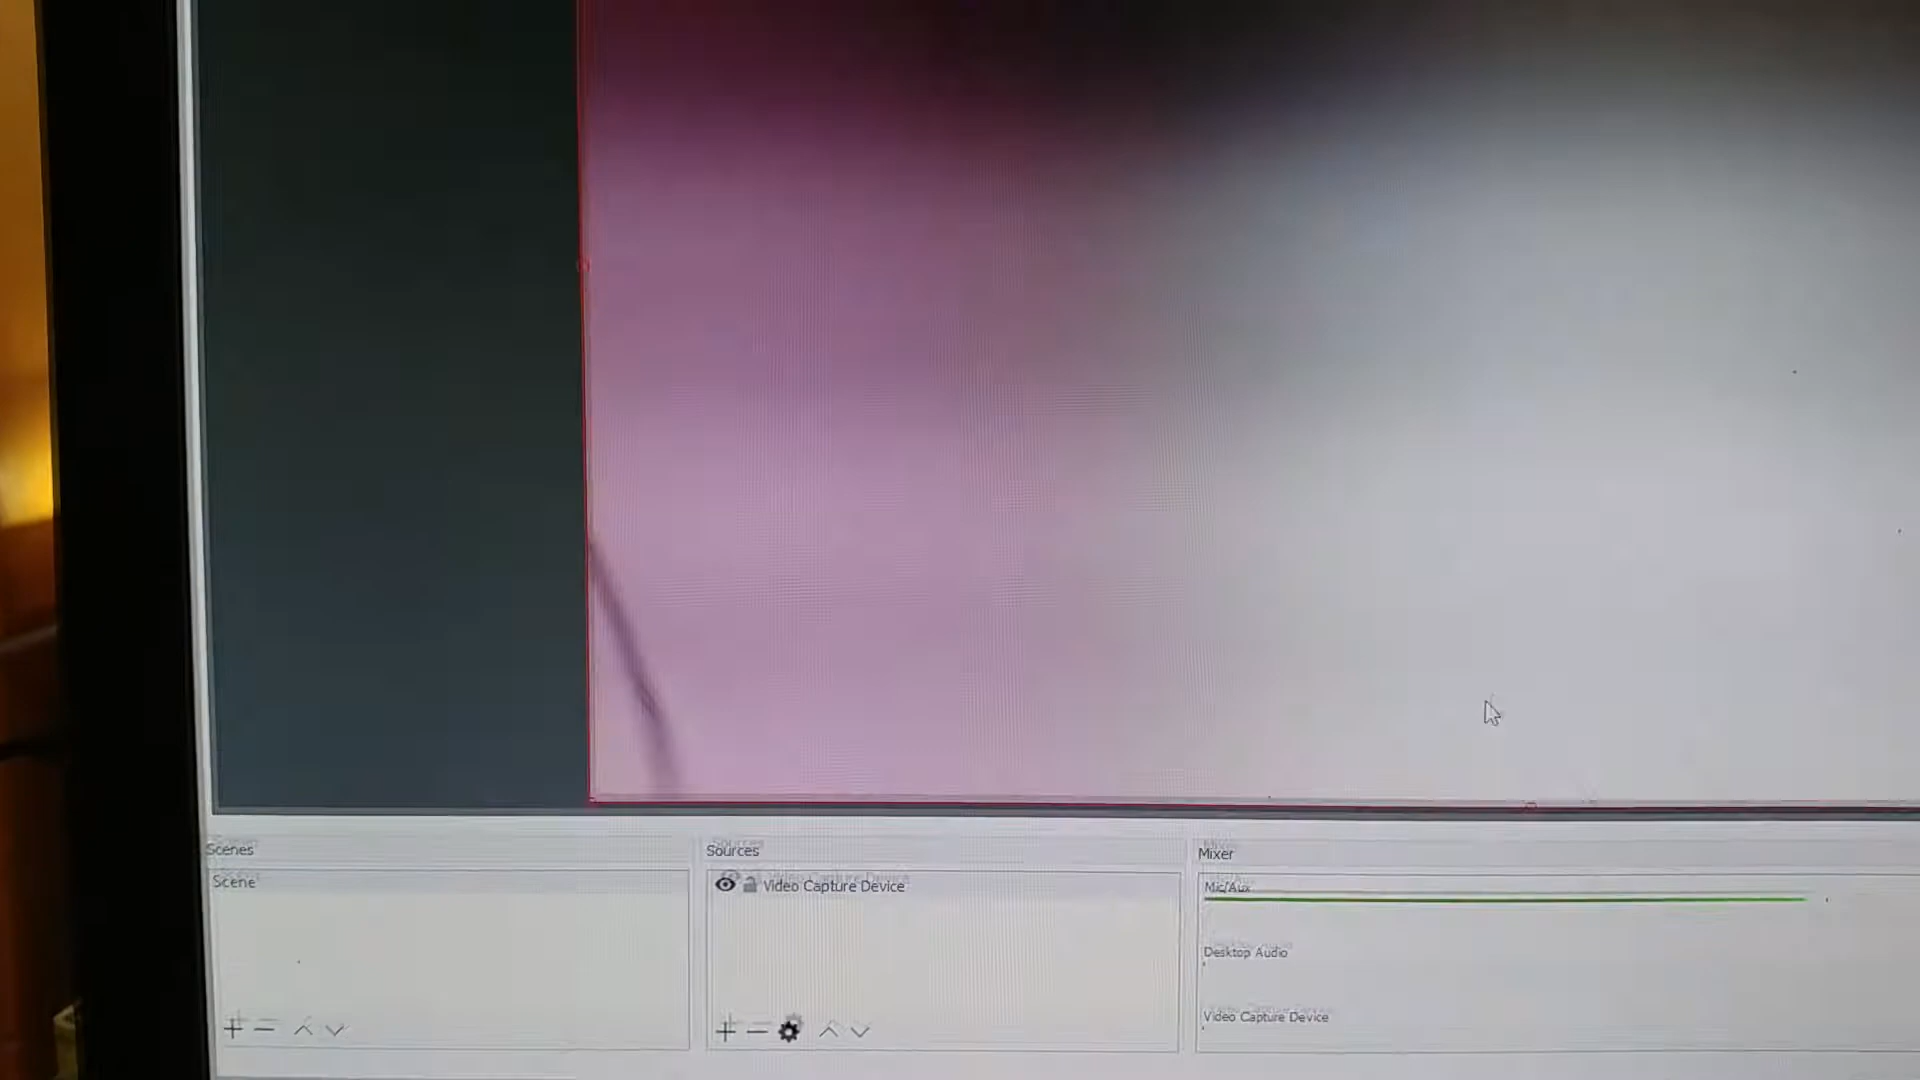 Scenes
Scene
Sources
Video Capture Device
Mixer
Mic/Aux
Desktop Audio
Video Capture Device